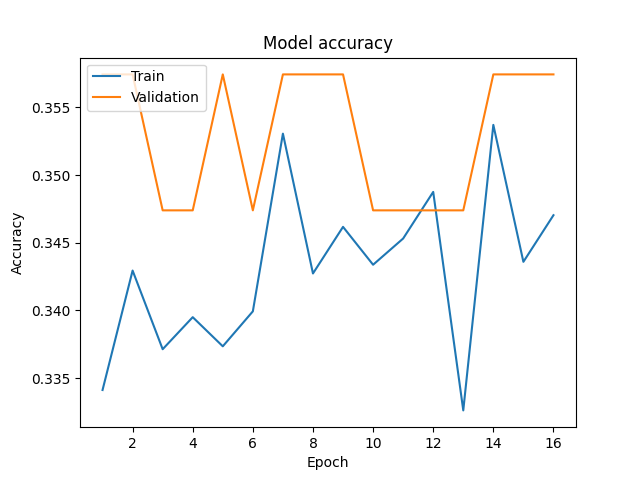 Model accuracy
Train
Validation
0.355
0.350
0.345
0.340
0.335
Accuracy
2 4 6 8 10 12 14 16
Epoch